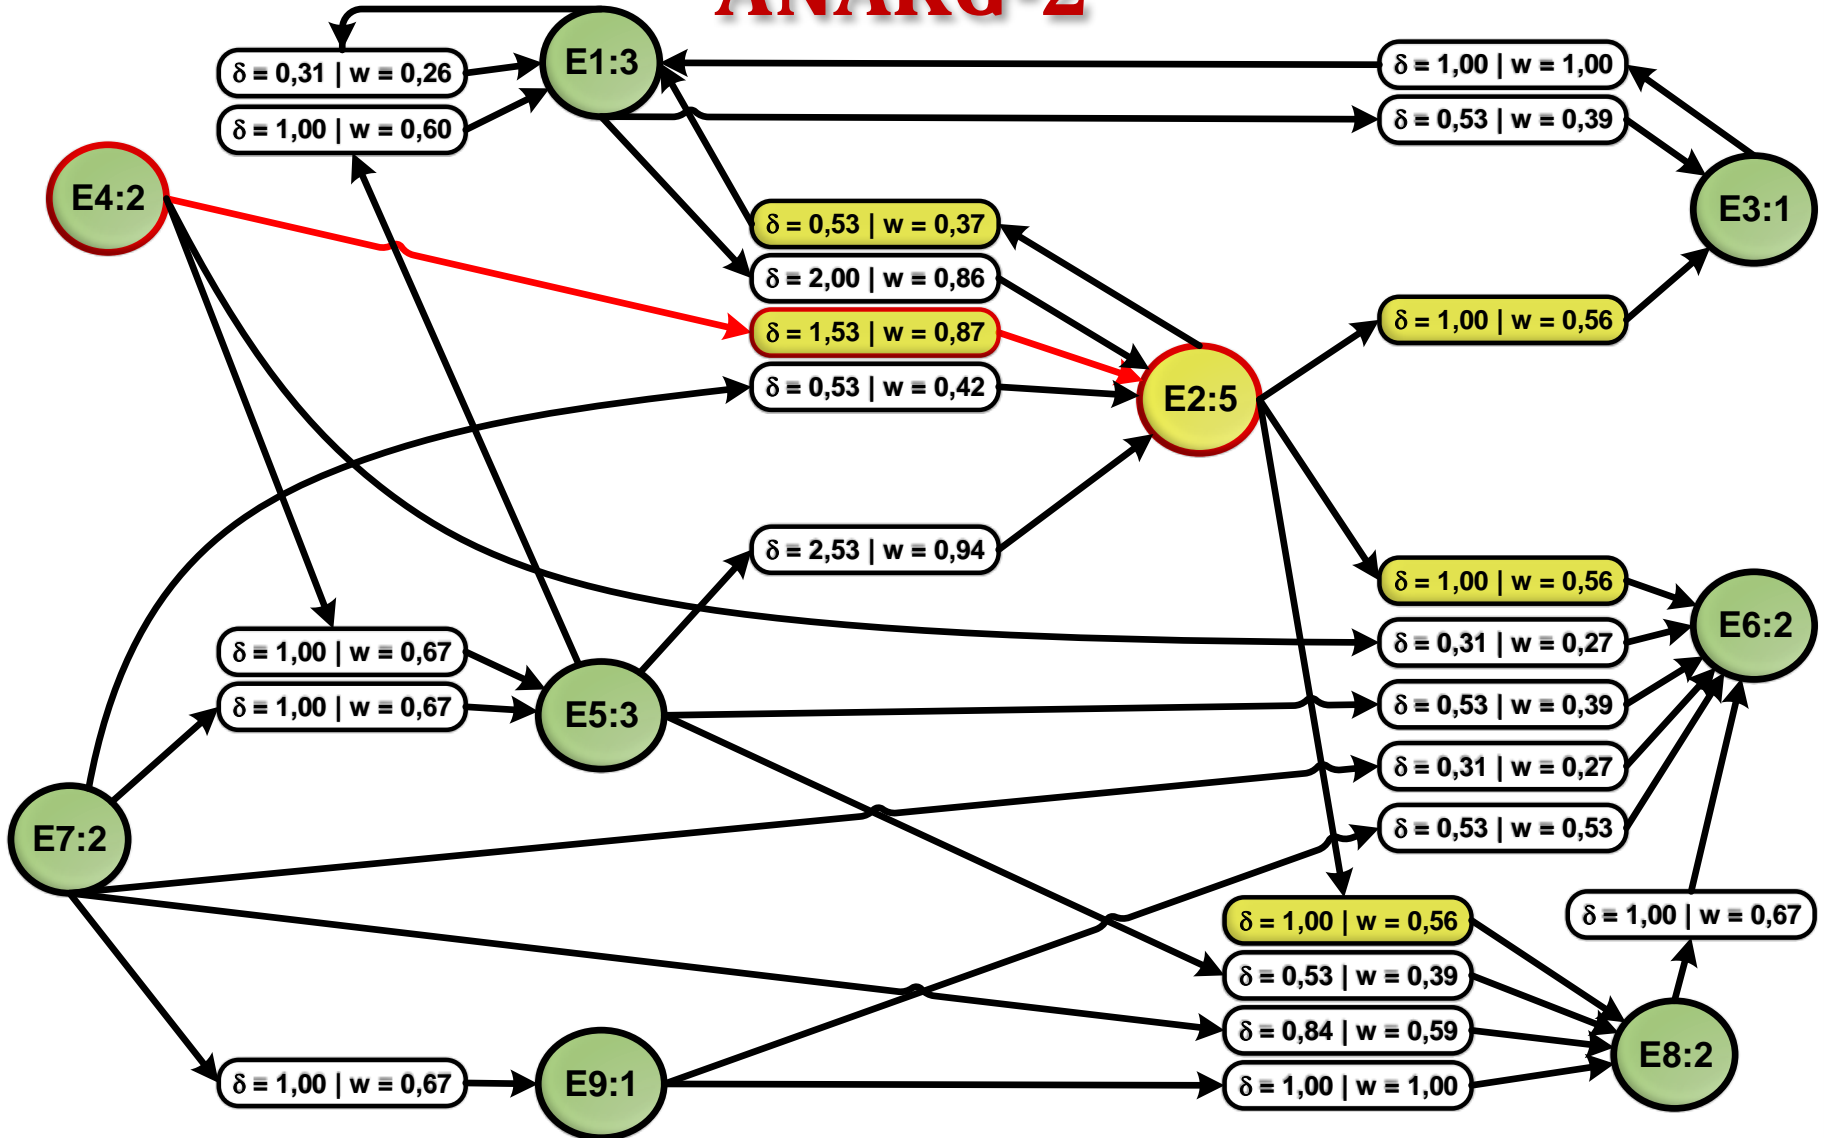 ANAKG-2
E1:3
δ = 0,31 | w = 0,26
δ = 1,00 | w = 0,60
δ = 1,00 | w = 1,00
δ = 0,53 | w = 0,39
E4:2
E3:1
δ = 0,53 | w = 0,37
δ = 2,00 | w = 0,86
δ = 1,53 | w = 0,87
δ = 0,53 | w = 0,42
δ = 1,00 | w = 0,56
E2:5
δ = 2,53 | w = 0,94
δ = 1,00 | w = 0,56
δ = 0,31 | w = 0,27
δ = 0,53 | w = 0,39
δ = 0,31 | w = 0,27
δ = 0,53 | w = 0,53
E6:2
δ = 1,00 | w = 0,67
δ = 1,00 | w = 0,67
E5:3
E7:2
δ = 1,00 | w = 0,56
δ = 0,53 | w = 0,39
δ = 0,84 | w = 0,59
δ = 1,00 | w = 1,00
δ = 1,00 | w = 0,67
E8:2
δ = 1,00 | w = 0,67
E9:1